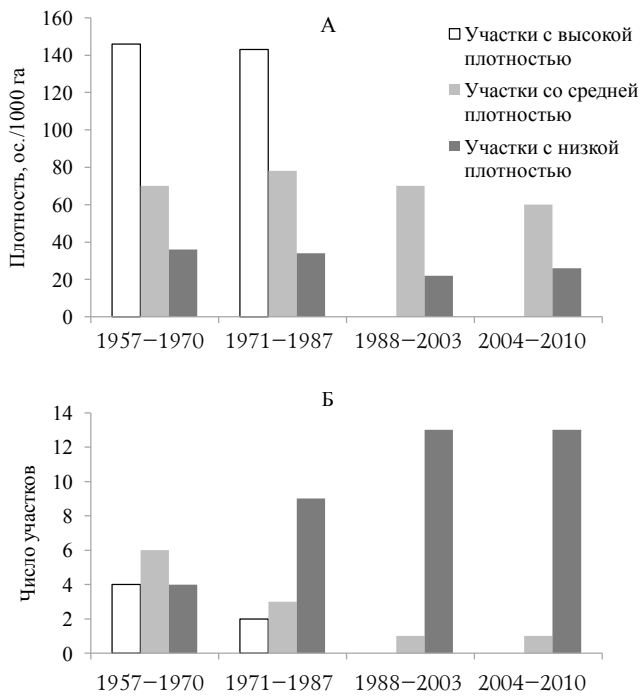 А
Плотность, ос./1000 га
160
140
120
100
80
60
40
20
0
1957–1970
1971–1987
1988–2003
2004–2010
Участки с высокой
плотностью
Участки со средней
плотностью
Участки с низкой
плотностью
Б
Число участков
14
12
10
8
6
4
2
0
1957–1970
1971–1987
1988–2003
2004–2010